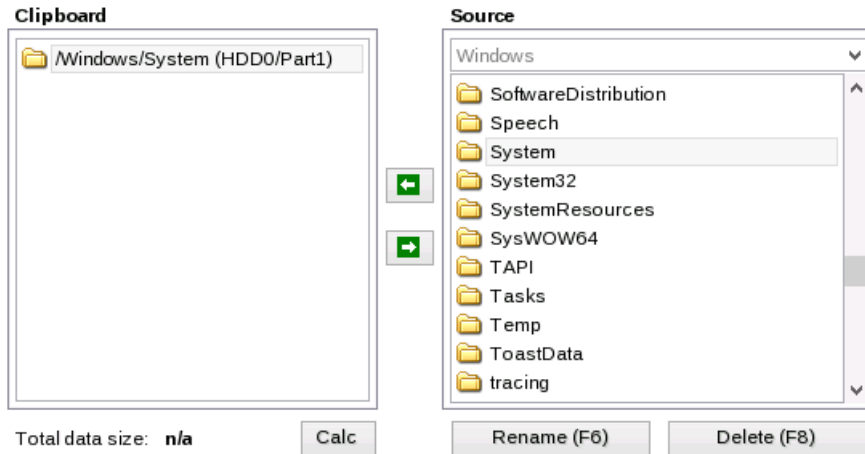 Clipboard
/Windows/System (HDD0/Part1)
Total data size: n/a
Calc
Source
Windows
SoftwareDistribution
Speech
System
System32
SystemResources
SysWOW64
TAPI
Tasks
Temp
ToastData
tracing
Rename (F6)
Delete (F8)